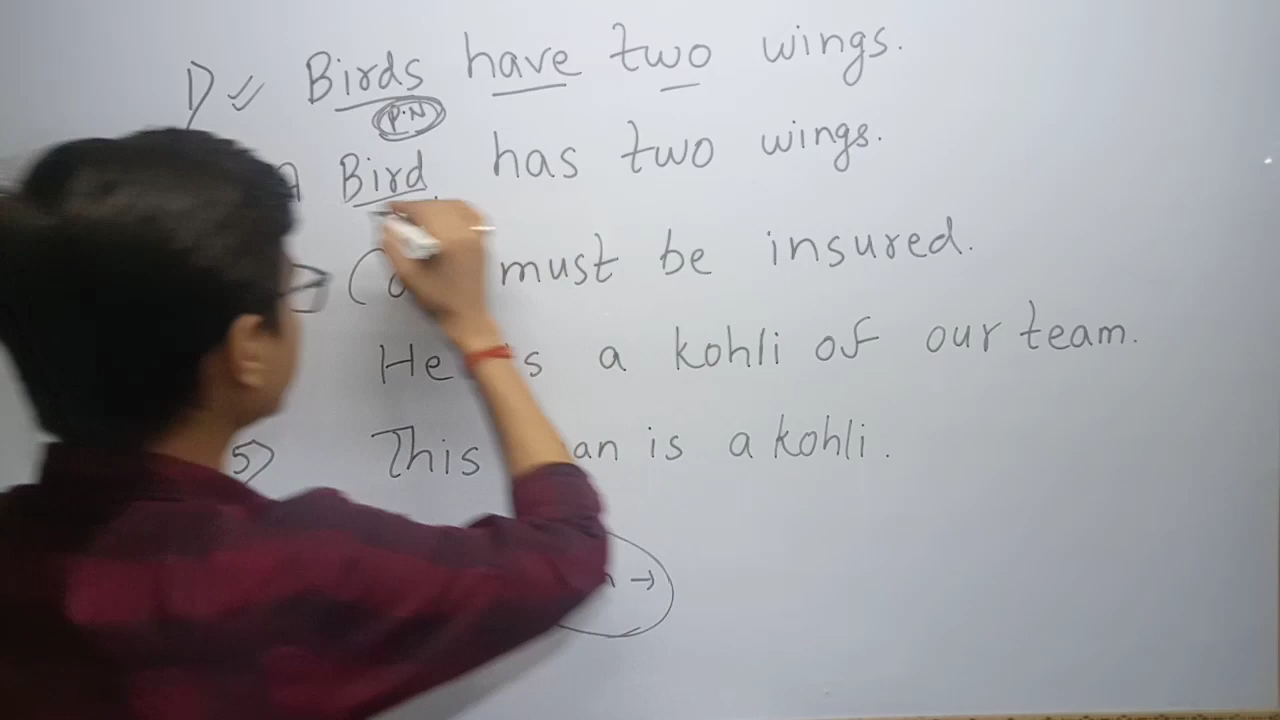 1) Birds have two wings.
P.N
A Bird has two wings.
must be insured.
He is a kohli of our team.
5) This an is a kohli.